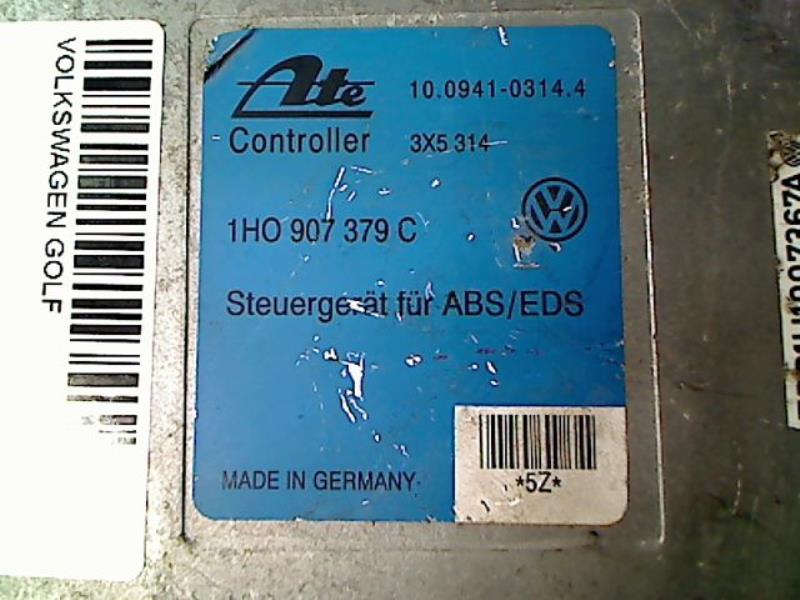 VOLKSWAGEN GOLF
Ate
10.0941-0314.4
Controller
3X5 314
1HO 907 379 C
Steuergerät für ABS/EDS
MADE IN GERMANY
*5Z*